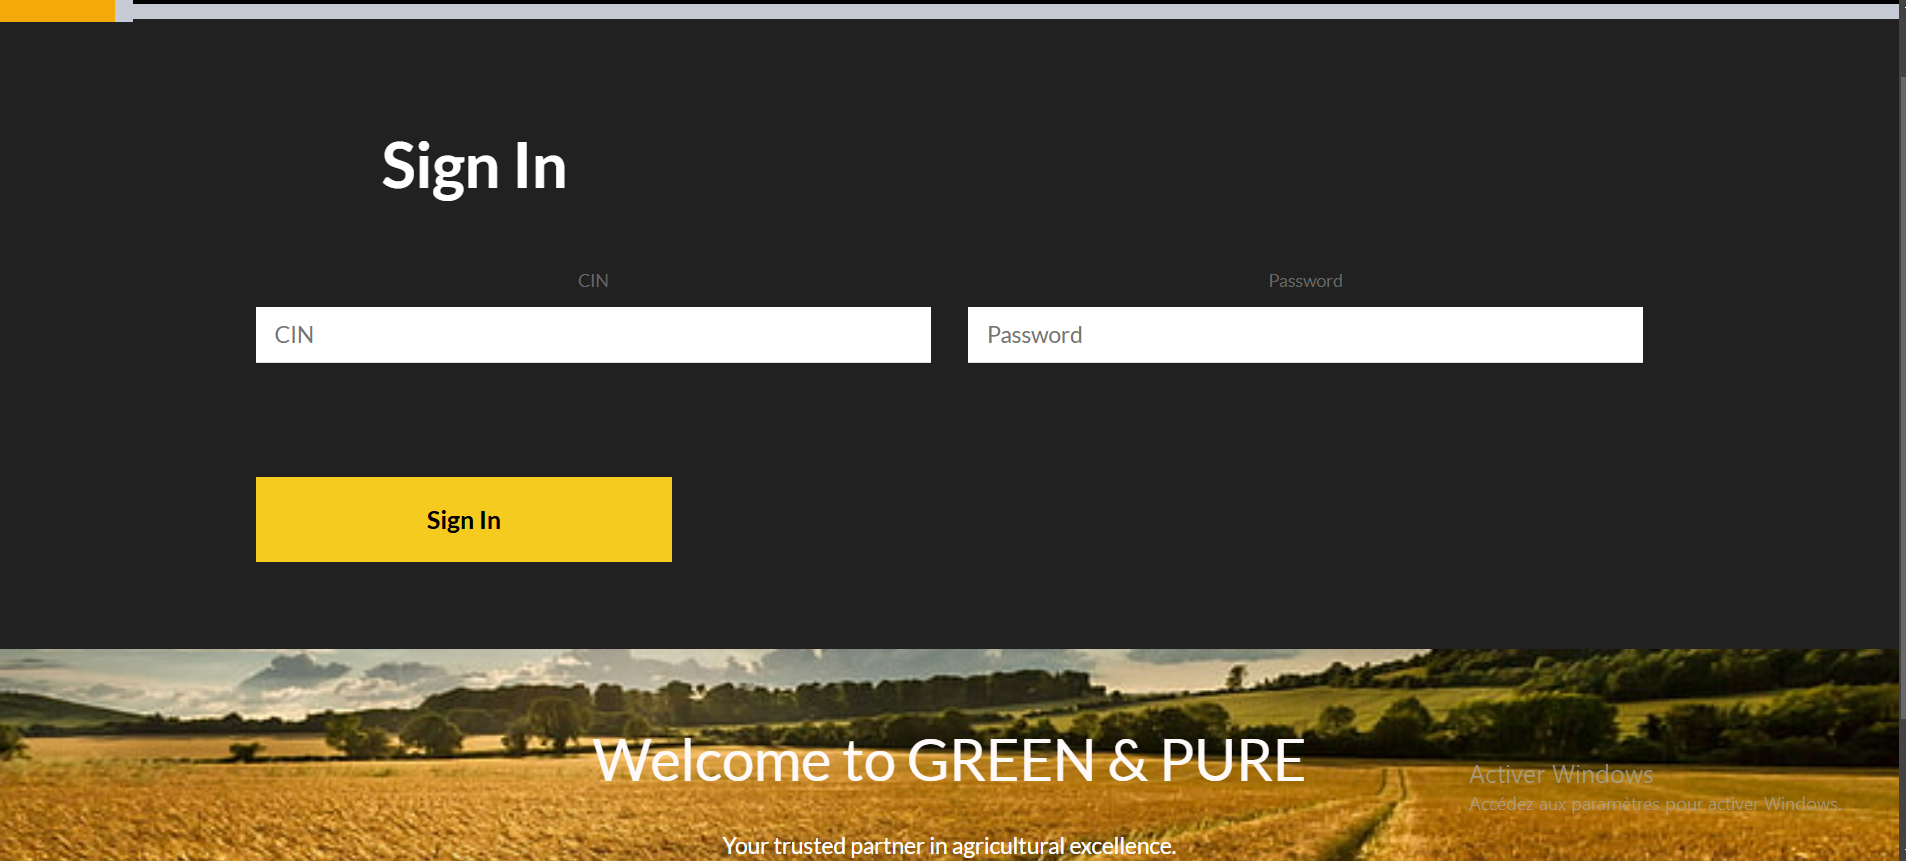 Sign In
CIN
Password
CIN
Password
Sign In
Welcome to GREEN & PURE
Activer Windows
Accédez aux paramètres pour activer Windows.
Your trusted partner in agricultural excellence.